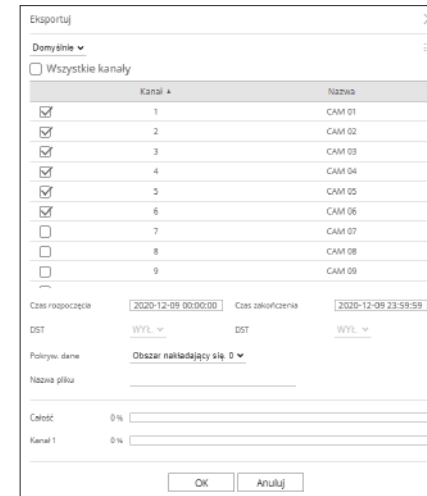 Eksportuj
Domyślnie
Wszystkie kanały
Kanał ▲ Nazwa
1 CAM 01
2 CAM 02
3 CAM 03
4 CAM 04
5 CAM 05
6 CAM 06
7 CAM 07
8 CAM 08
9 CAM 09
Czas rozpoczęcia 2020-12-09 00:00:00 Czas zakończenia 2020-12-09 23:59:59
DST WYŁ. DST WYŁ.
Pokryw. dane Obszar nakładający się. 0
Nazwa pliku
Całość 0 %
Kanał 1 0 %
OK Anuluj